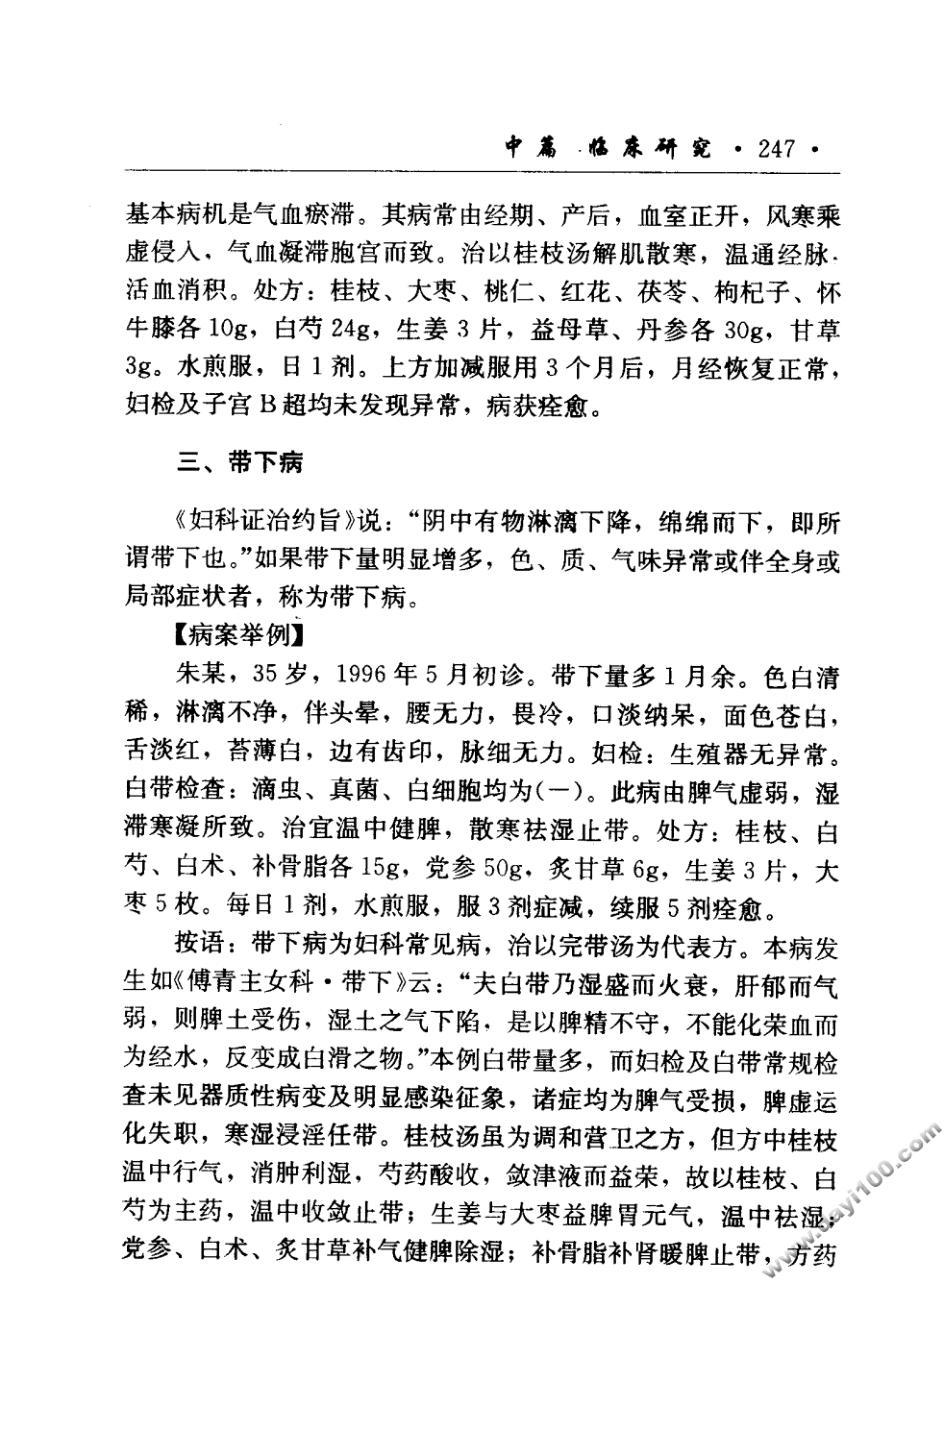 中篇 临床研究·247·
基本病机是气血瘀滞。其病常由经期、产后，血室正开，风寒乘
虚侵入，气血凝滞胞宫而致。治以桂枝汤解肌散寒，温通经脉．
活血消积。处方：桂枝、大枣、桃仁、红花、茯苓、枸杞子、怀
牛膝各 10g，白芍 24g，生姜 3 片，益母草、丹参各 30g，甘草
3g。水煎服，日 1 剂。上方加减服用 3 个月后，月经恢复正常，
妇检及子宫 B 超均未发现异常，病获痊愈。
三、带下病
《妇科证治约旨》说：“阴中有物淋漓下降，绵绵而下，即所
谓带下也。”如果带下量明显增多，色、质、气味异常或伴全身或
局部症状者，称为带下病。
【病案举例】
朱某，35 岁，1996 年 5 月初诊。带下量多 1 月余。色白清
稀，淋漓不净，伴头晕，腰无力，畏冷，口淡纳呆，面色苍白，
舌淡红，苔薄白，边有齿印，脉细无力。妇检：生殖器无异常。
白带检查：滴虫、真菌、白细胞均为(－)。此病由脾气虚弱，湿
滞寒凝所致。治宜温中健脾，散寒祛湿止带。处方：桂枝、白
芍、白术、补骨脂各 15g，党参 50g，炙甘草 6g，生姜 3 片，大
枣 5 枚。每日 1 剂，水煎服，服 3 剂症减，续服 5 剂痊愈。
按语：带下病为妇科常见病，治以完带汤为代表方。本病发
生如《傅青主女科·带下》云：“夫白带乃湿盛而火衰，肝郁而气
弱，则脾土受伤，湿土之气下陷，是以脾精不守，不能化荣血而
为经水，反变成白滑之物。”本例白带量多，而妇检及白带常规检
查未见器质性病变及明显感染征象，诸症均为脾气受损，脾虚运
化失职，寒湿浸淫任带。桂枝汤虽为调和营卫之方，但方中桂枝
温中行气，消肿利湿，芍药酸收，敛津液而益荣，故以桂枝、白
芍为主药，温中收敛止带；生姜与大枣益脾胃元气，温中祛湿；
党参、白术、炙甘草补气健脾除湿；补骨脂补肾暖脾止带，方药
www.dayi100.com